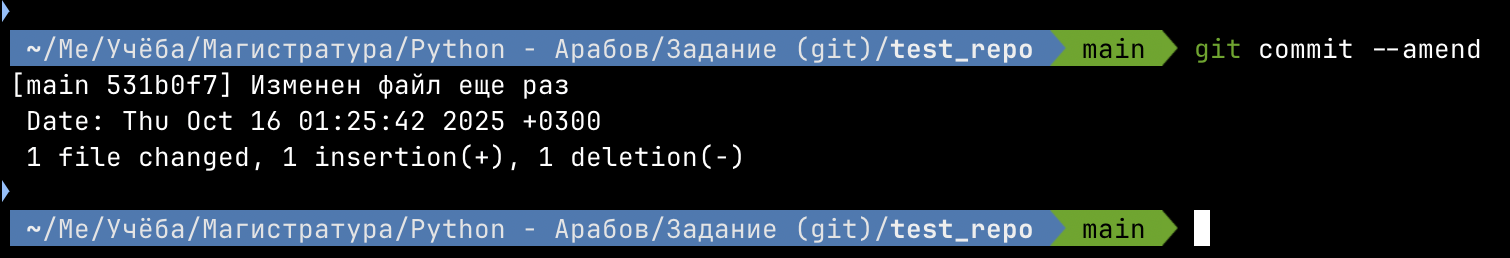 ~/Me/Учёба/Магистратура/Python - Арабов/Задание (git)/test_repo main git commit --amend
[main 531b0f7] Изменен файл еще раз
Date: Thu Oct 16 01:25:42 2025 +0300
1 file changed, 1 insertion(+), 1 deletion(-)
~/Me/Учёба/Магистратура/Python - Арабов/Задание (git)/test_repo main